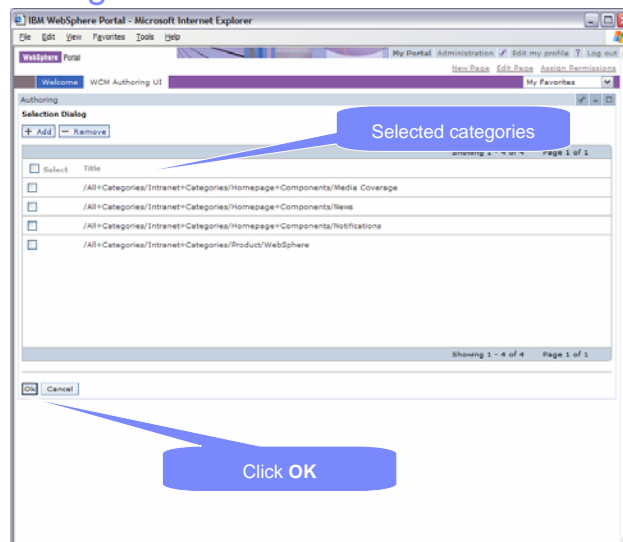 IBM WebSphere Portal - Microsoft Internet Explorer
File Edit View Favorites Tools Help
WebSphere Portal
My Portal Administration Edit my profile ? Log out
New Page Edit Page Assign Permissions
Welcome WCM Authoring UI My Favorites
Authoring
Selection Dialog
+ Add − Remove
Selected categories
Showing 1 - 4 of 4 Page 1 of 1
Select Title
/All+Categories/Intranet+Categories/Homepage+Components/Media Coverage
/All+Categories/Intranet+Categories/Homepage+Components/News
/All+Categories/Intranet+Categories/Homepage+Components/Notifications
/All+Categories/Intranet+Categories/Product/WebSphere
Showing 1 - 4 of 4 Page 1 of 1
Ok Cancel
Click OK